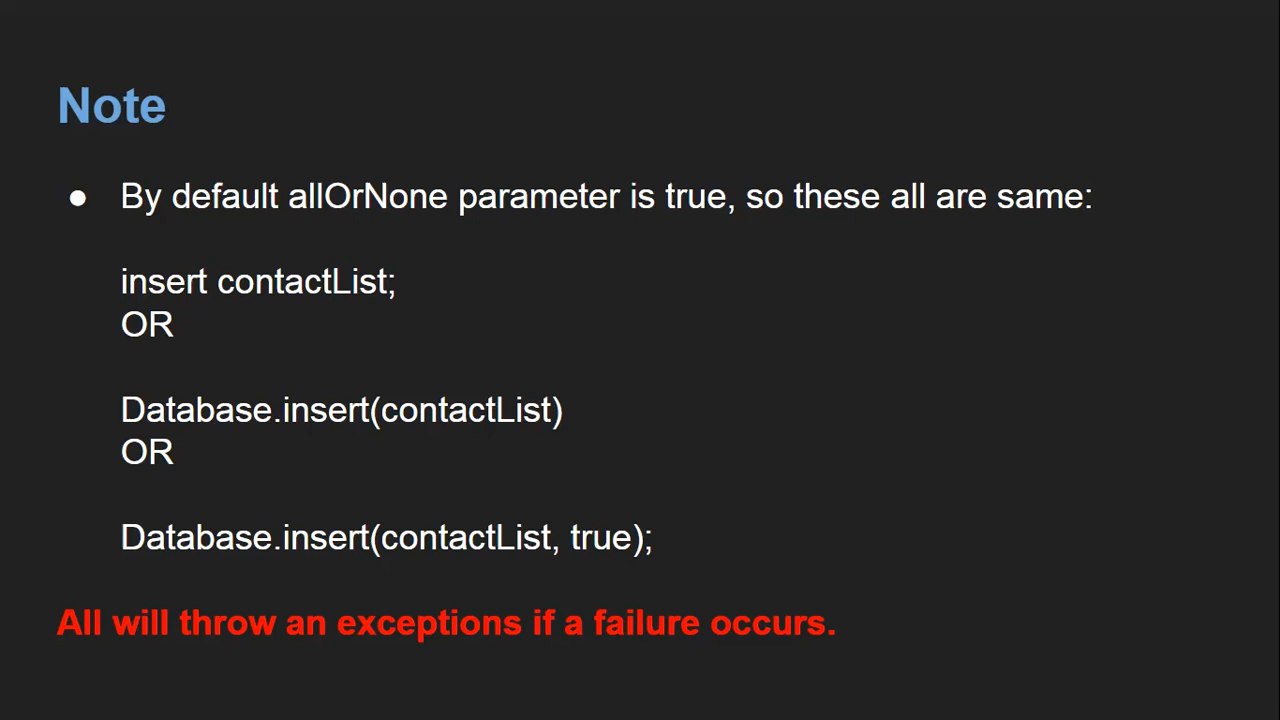 Note
● By default allOrNone parameter is true, so these all are same:
insert contactList;
OR
Database.insert(contactList)
OR
Database.insert(contactList, true);
All will throw an exceptions if a failure occurs.